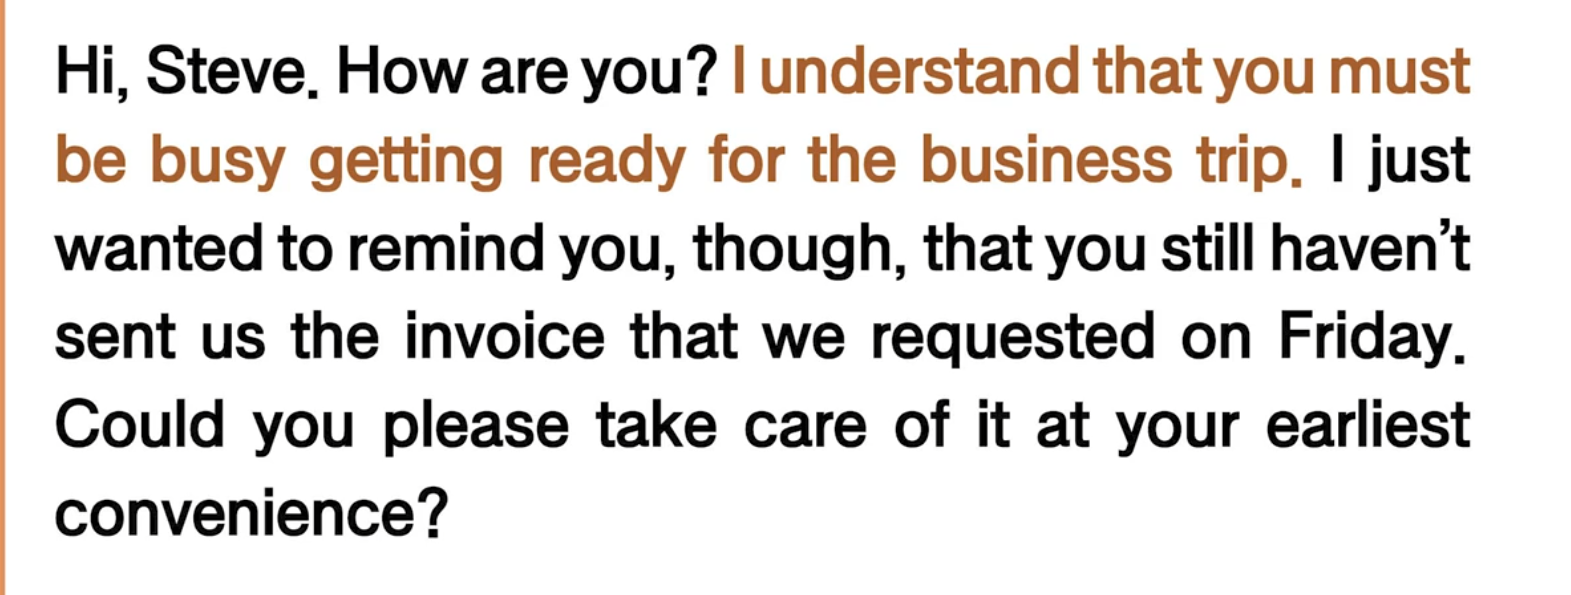 Hi, Steve. How are you? I understand that you must
be busy getting ready for the business trip. I just
wanted to remind you, though, that you still haven’t
sent us the invoice that we requested on Friday.
Could you please take care of it at your earliest
convenience?